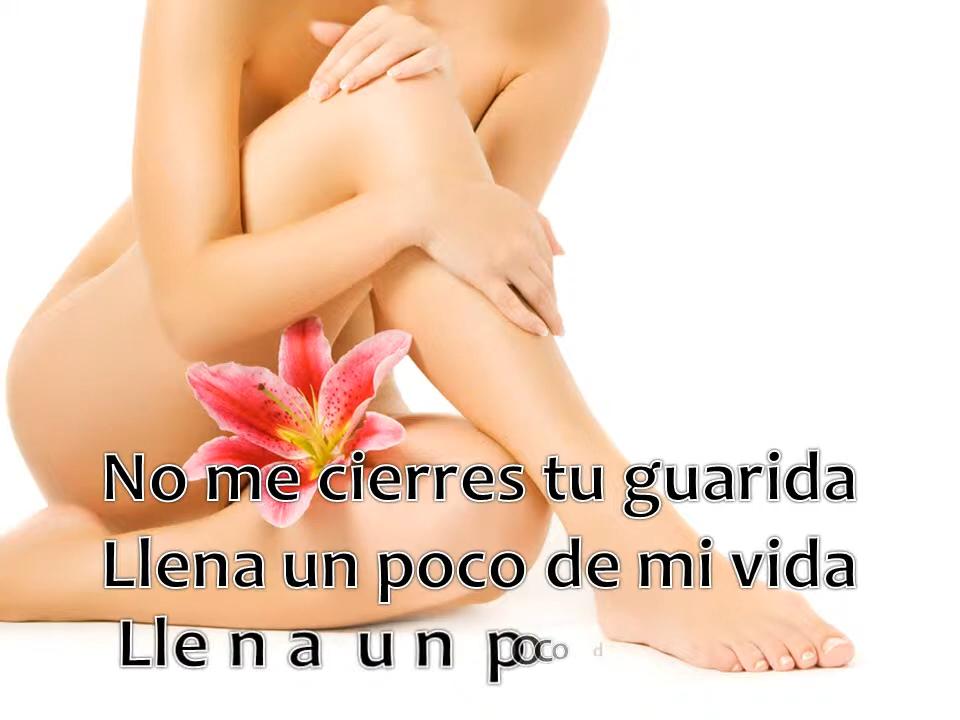 No me cierres tu guarida
Llena un poco de mi vida
Llena un poco d